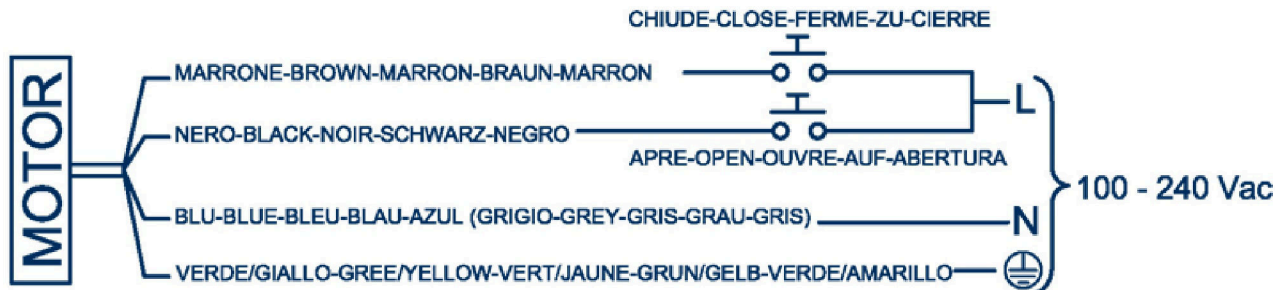 CHIUDE-CLOSE-FERME-ZU-CIERRE
MOTOR
MARRONE-BROWN-MARRON-BRAUN-MARRON
L
NERO-BLACK-NOIR-SCHWARZ-NEGRO
APRE-OPEN-OUVRE-AUF-ABERTURA
100 - 240 Vac
BLU-BLUE-BLEU-BLAU-AZUL (GRIGIO-GREY-GRIS-GRAU-GRIS)
N
VERDE/GIALLO-GREE/YELLOW-VERT/JAUNE-GRUN/GELB-VERDE/AMARILLO